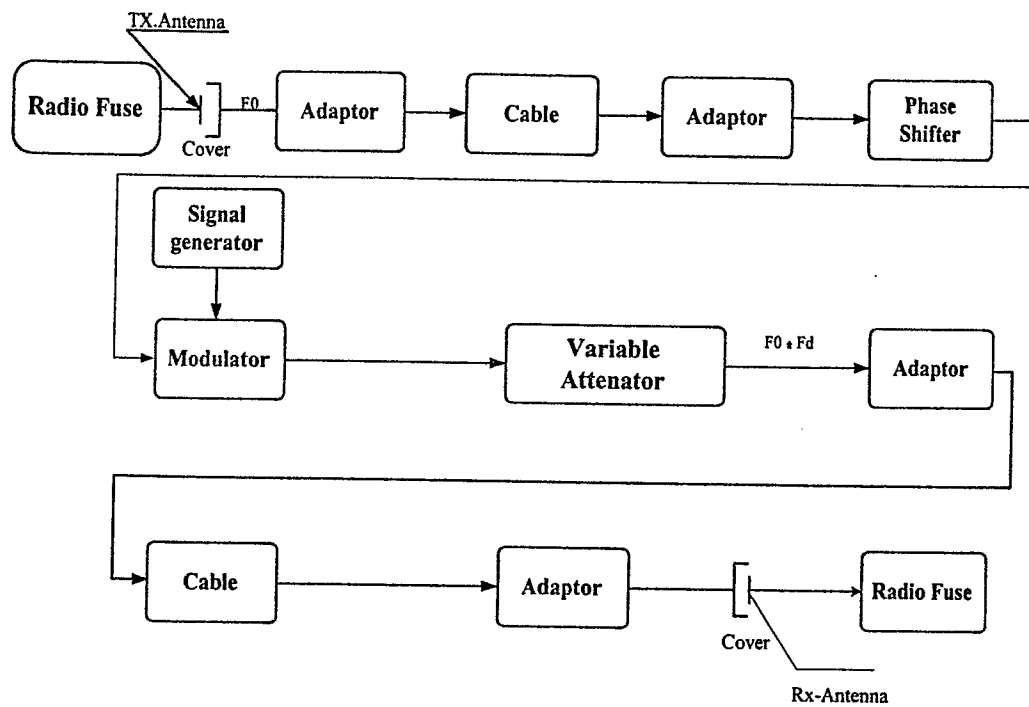 TX.Antenna
Radio Fuse
Cover
F0
Adaptor
Cable
Adaptor
Phase
Shifter
Signal
generator
Modulator
Variable
Attenator
F0 ± Fd
Adaptor
Cable
Adaptor
Cover
Rx-Antenna
Radio Fuse